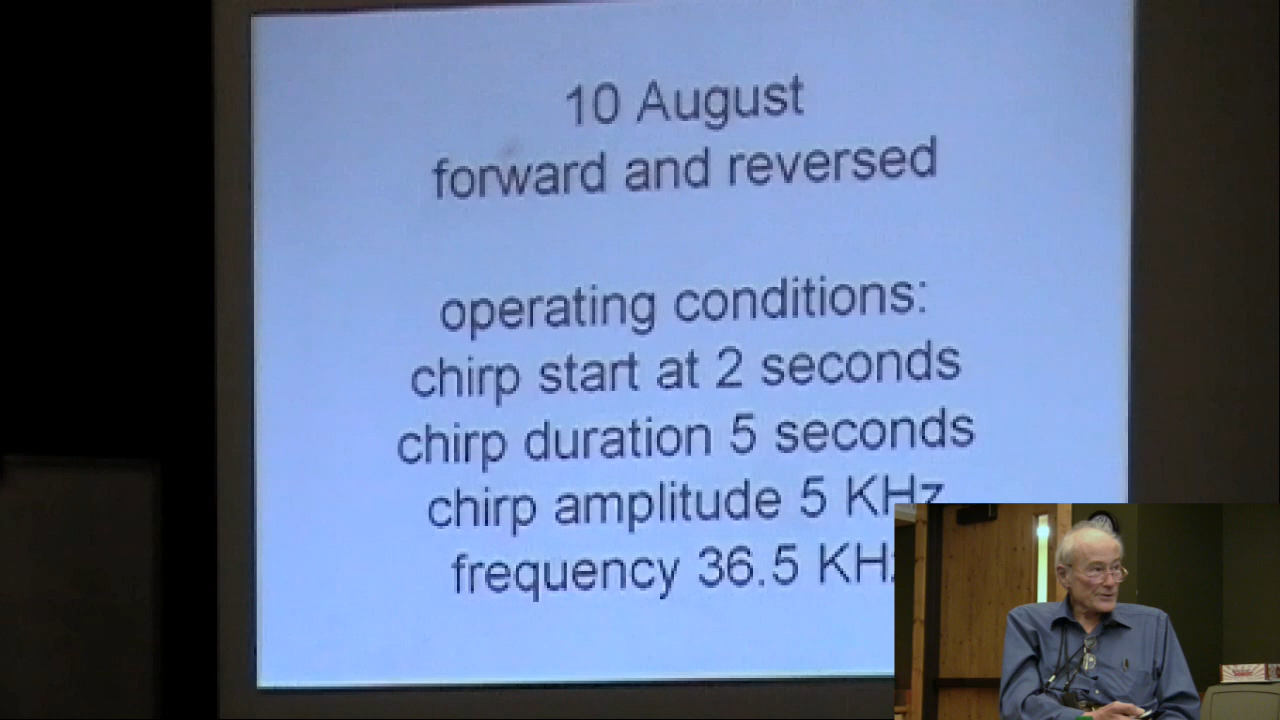 10 August
forward and reversed
operating conditions:
chirp start at 2 seconds
chirp duration 5 seconds
chirp amplitude 5 KHz
frequency 36.5 KHz